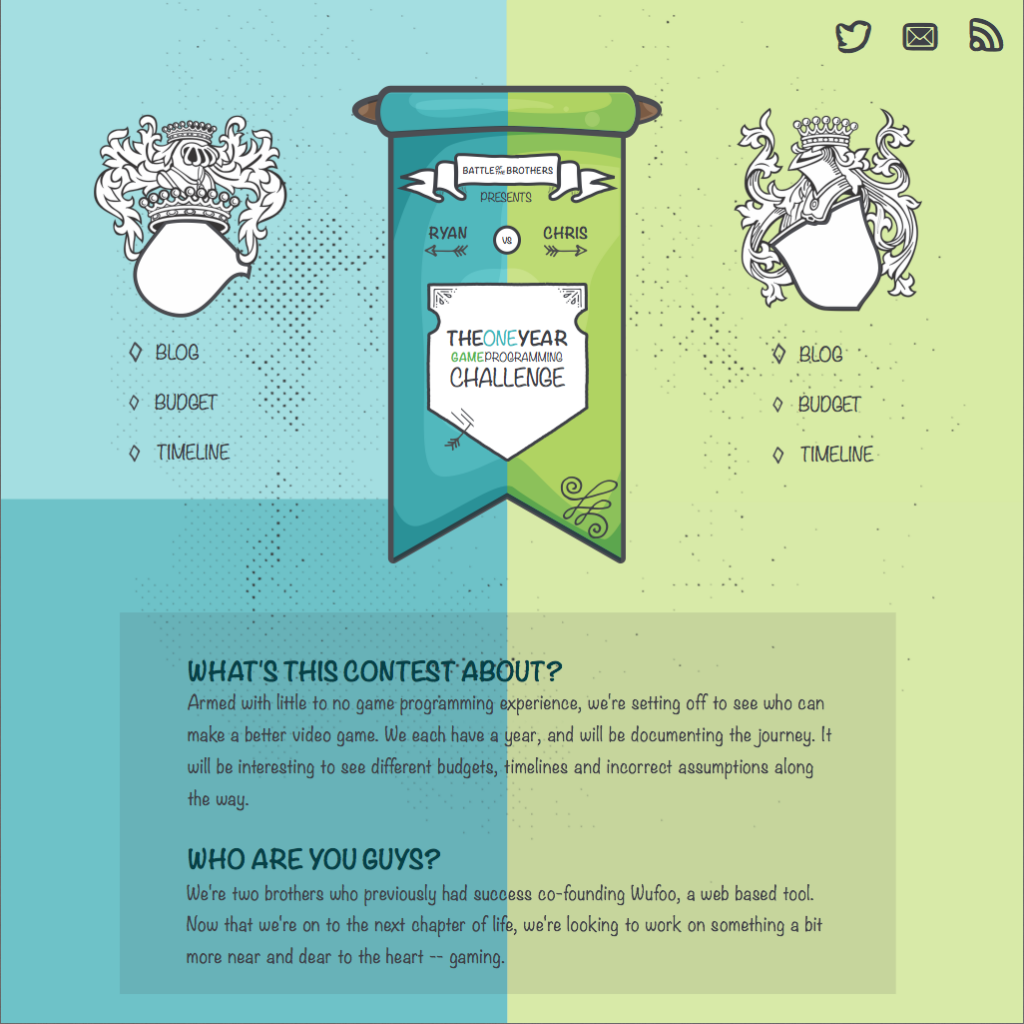 BATTLE OF THE BROTHERS
PRESENTS
RYAN VS CHRIS
THEONEYEAR
GAMEPROGRAMMING
CHALLENGE
BLOG
BUDGET
TIMELINE
BLOG
BUDGET
TIMELINE
WHAT'S THIS CONTEST ABOUT?
Armed with little to no game programming experience, we're setting off to see who can
make a better video game. We each have a year, and will be documenting the journey. It
will be interesting to see different budgets, timelines and incorrect assumptions along
the way.
WHO ARE YOU GUYS?
We're two brothers who previously had success co-founding Wufoo, a web based tool.
Now that we're on to the next chapter of life, we're looking to work on something a bit
more near and dear to the heart -- gaming.